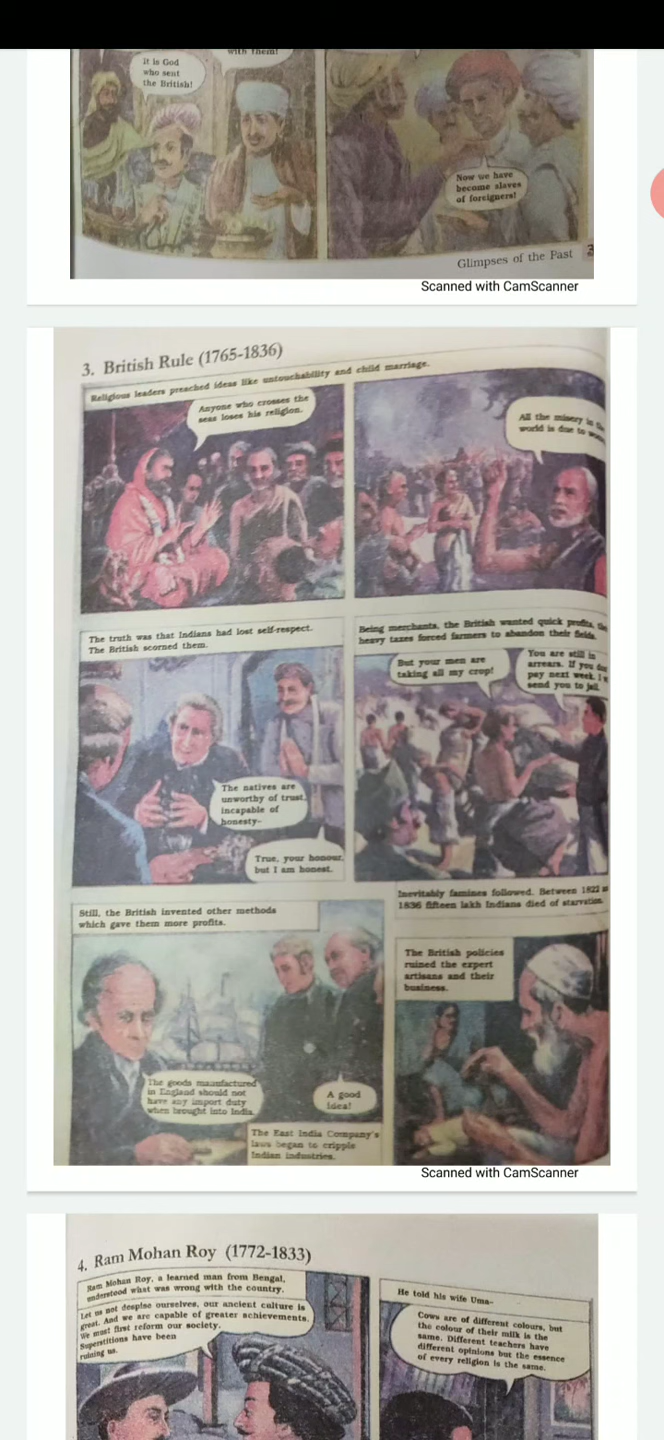 with them!
It is God
who sent
the British!
Now we have
become slaves
of foreigners!
Glimpses of the Past
Scanned with CamScanner
3. British Rule (1765-1836)
Religious leaders preached ideas like untouchability and child marriage.
Anyone who crosses the
seas loses his religion.
All the misery in
world is due to
The truth was that Indians had lost self-respect.
The British scorned them.
Being merchants, the British wanted quick profits,
heavy taxes forced farmers to abandon their fields.
But your men are
taking all my crop!
You are still in
arrears. If you
pay next week. I
send you to jail.
The natives are
unworthy of trust,
incapable of
honesty-
True, your honour,
but I am honest.
Still, the British invented other methods
which gave them more profits.
Inevitably famines followed. Between 1822
1836 fifteen lakh Indians died of starvation.
The British policies
ruined the expert
artisans and their
business.
The goods manufactured
in England should not
have any import duty
when brought into India.
A good
idea!
The East India Company's
laws began to cripple
Indian industries.
Scanned with CamScanner
4. Ram Mohan Roy (1772-1833)
Ram Mohan Roy, a learned man from Bengal,
understood what was wrong with the country.
Let us not despise ourselves, our ancient culture is
great. And we are capable of greater achievements.
We must first reform our society.
Superstitions have been
ruining us.
He told his wife Uma-
Cows are of different colours, but
the colour of their milk is the
same. Different teachers have
different opinions but the essence
of every religion is the same.